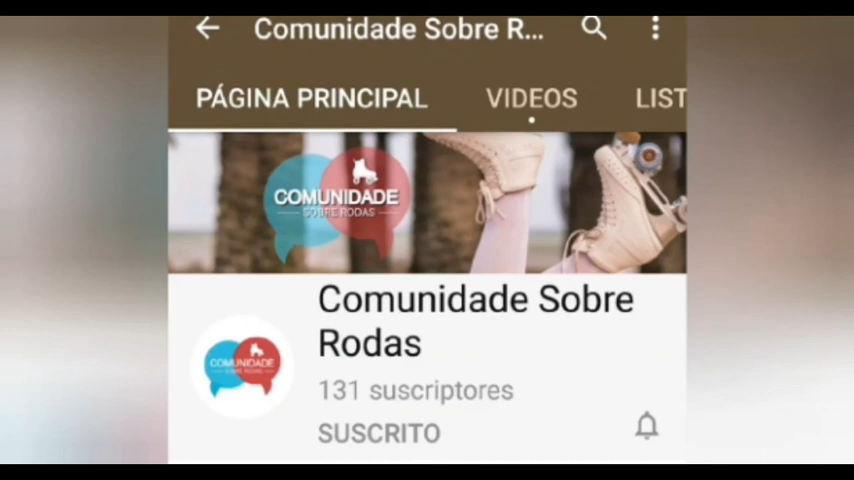 Comunidade Sobre R...
PÁGINA PRINCIPAL VIDEOS LIST
COMUNIDADE
SOBRE RODAS
Comunidade Sobre
Rodas
COMUNIDADE
SOBRE RODAS
131 suscriptores
SUSCRITO